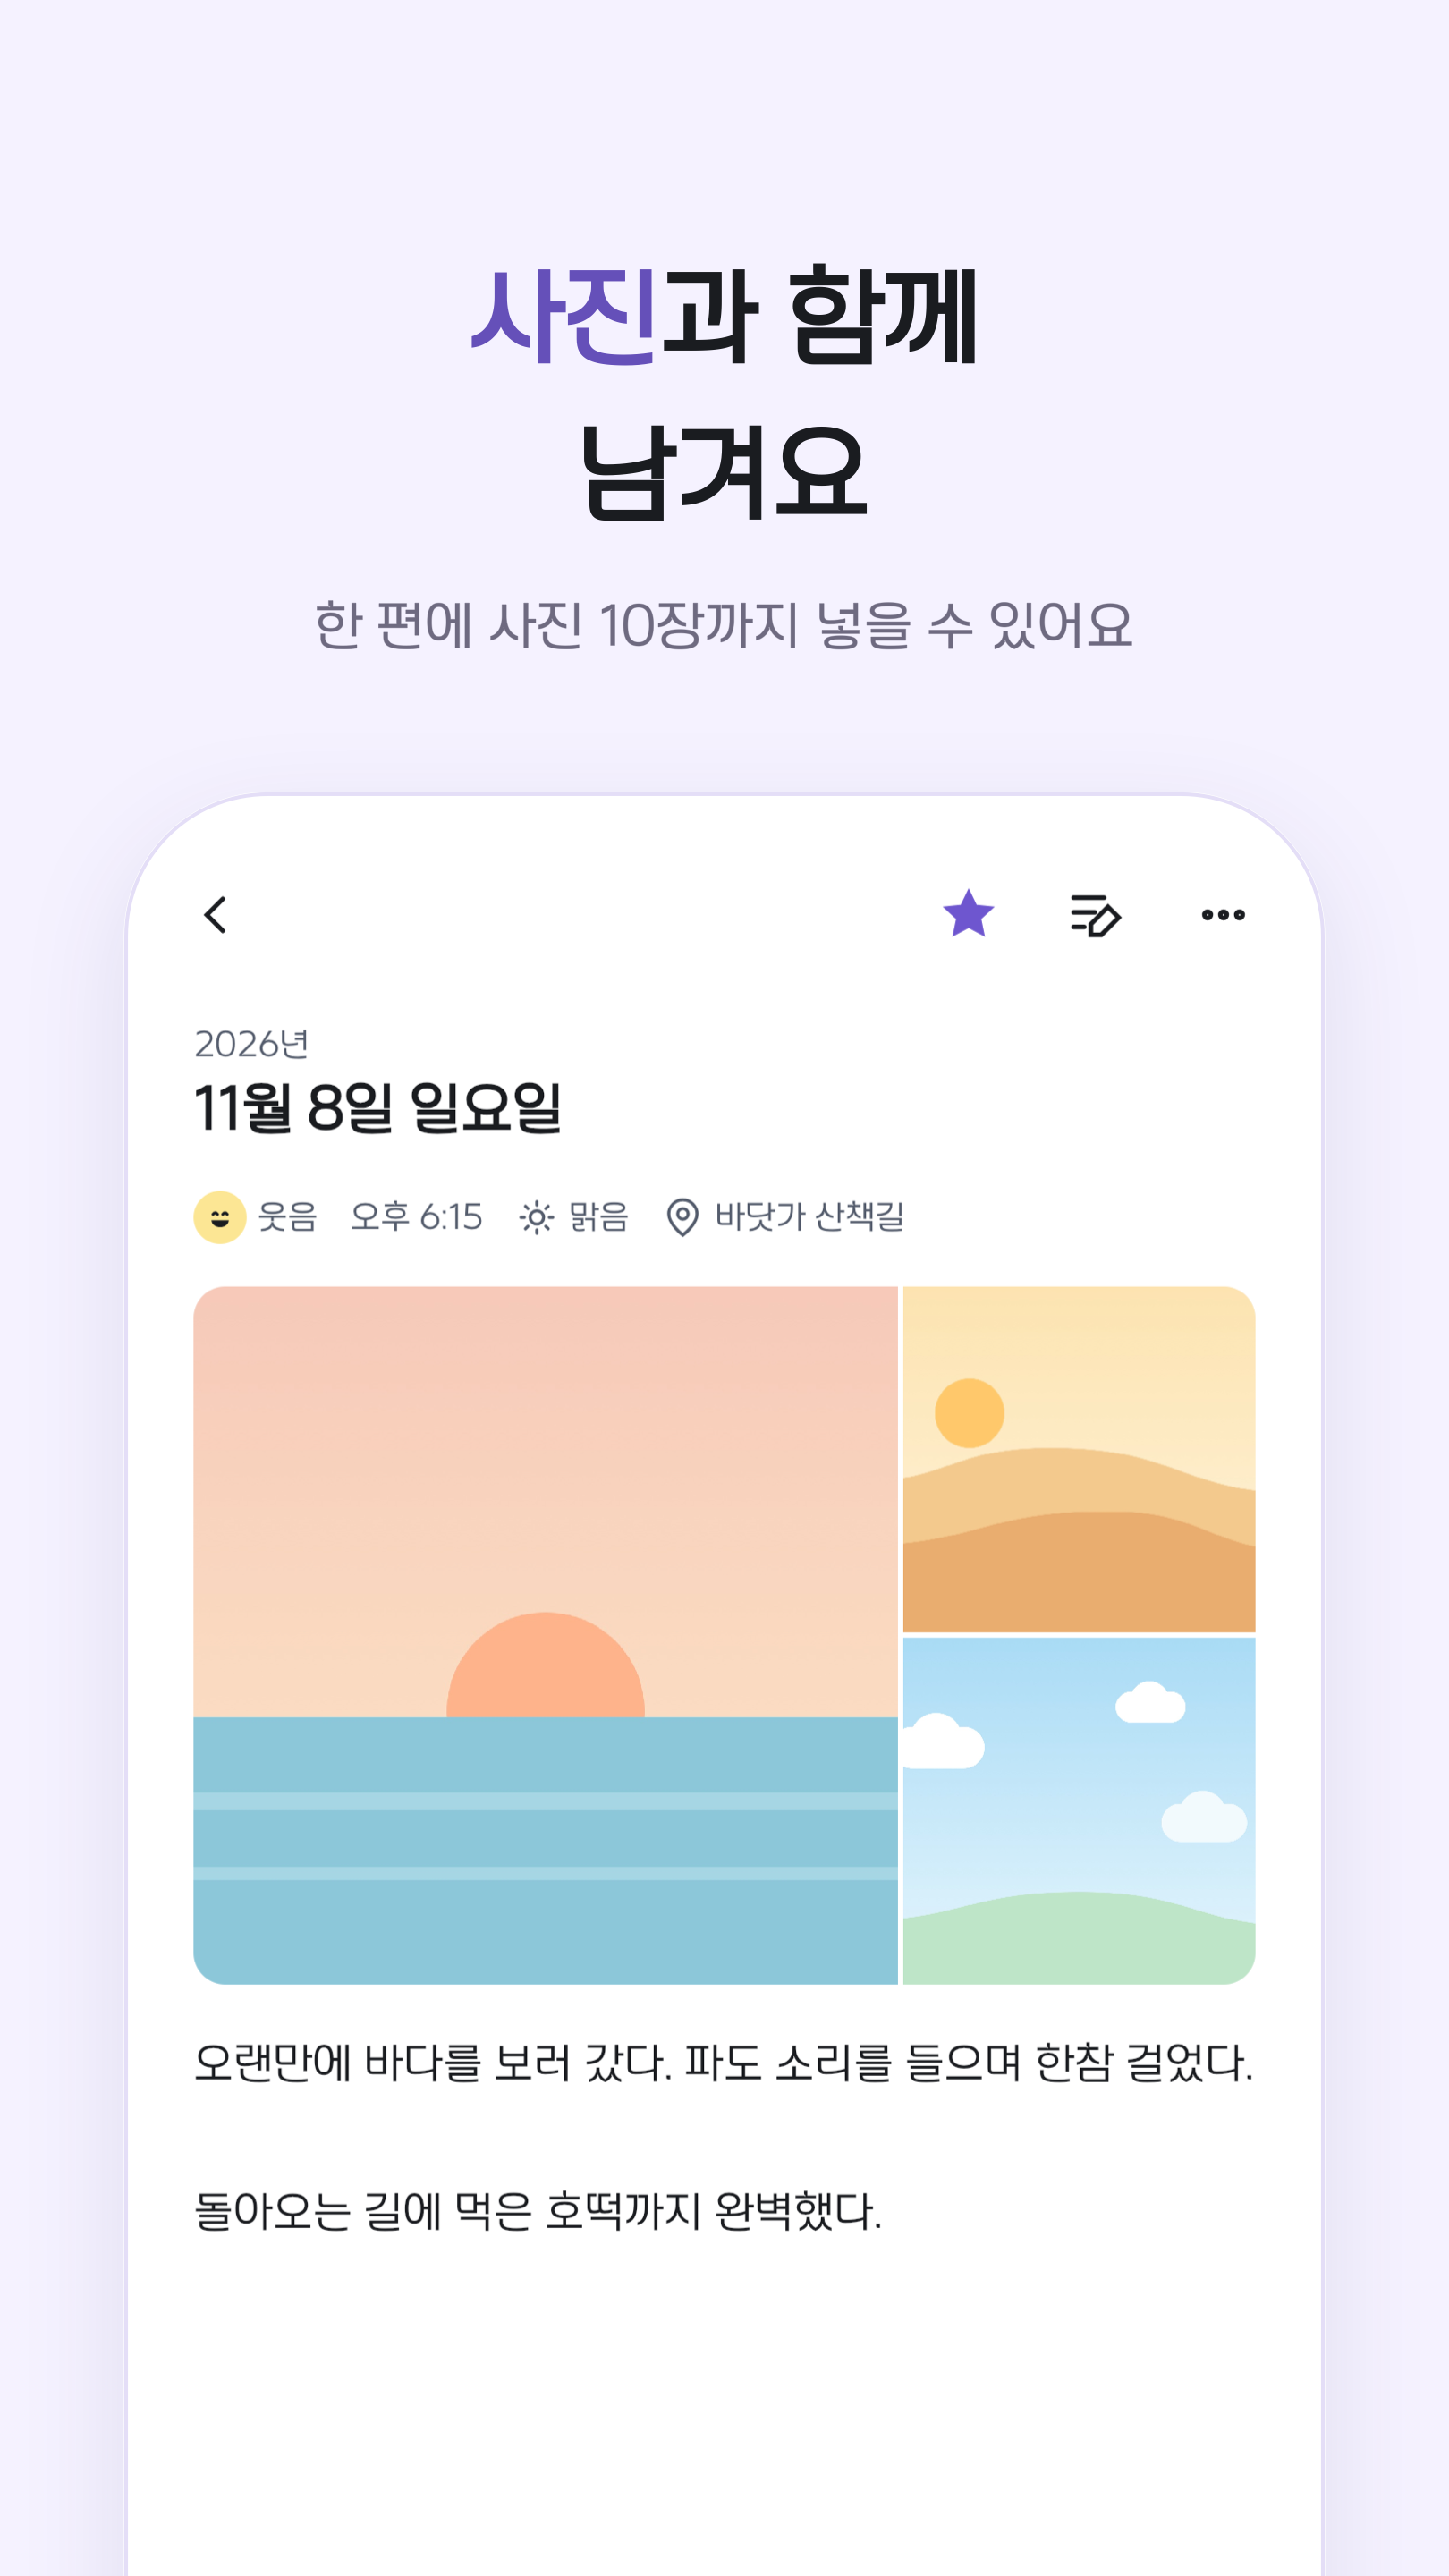 사진과 함께
남겨요
한 편에 사진 10장까지 넣을 수 있어요
2026년
11월 8일 일요일
웃음 오후 6:15 맑음 바닷가 산책길
오랜만에 바다를 보러 갔다. 파도 소리를 들으며 한참 걸었다.
돌아오는 길에 먹은 호떡까지 완벽했다.